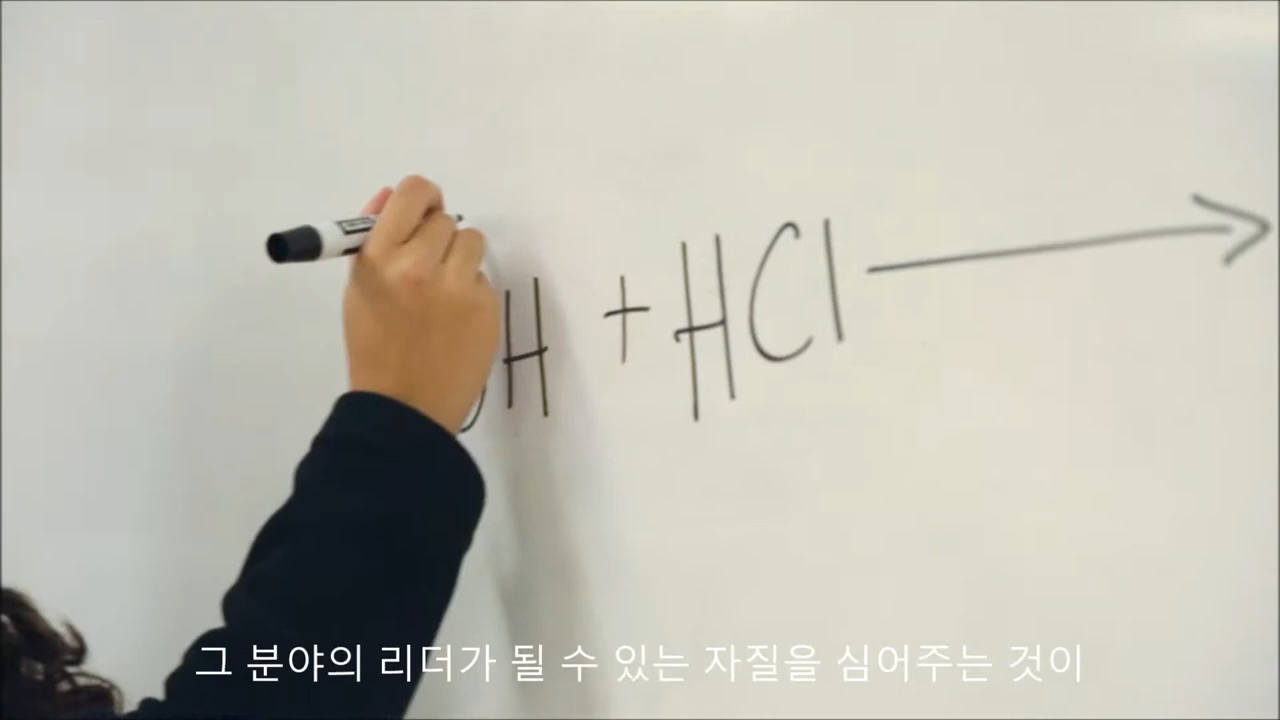 H + HCl →
그 분야의 리더가 될 수 있는 자질을 심어주는 것이